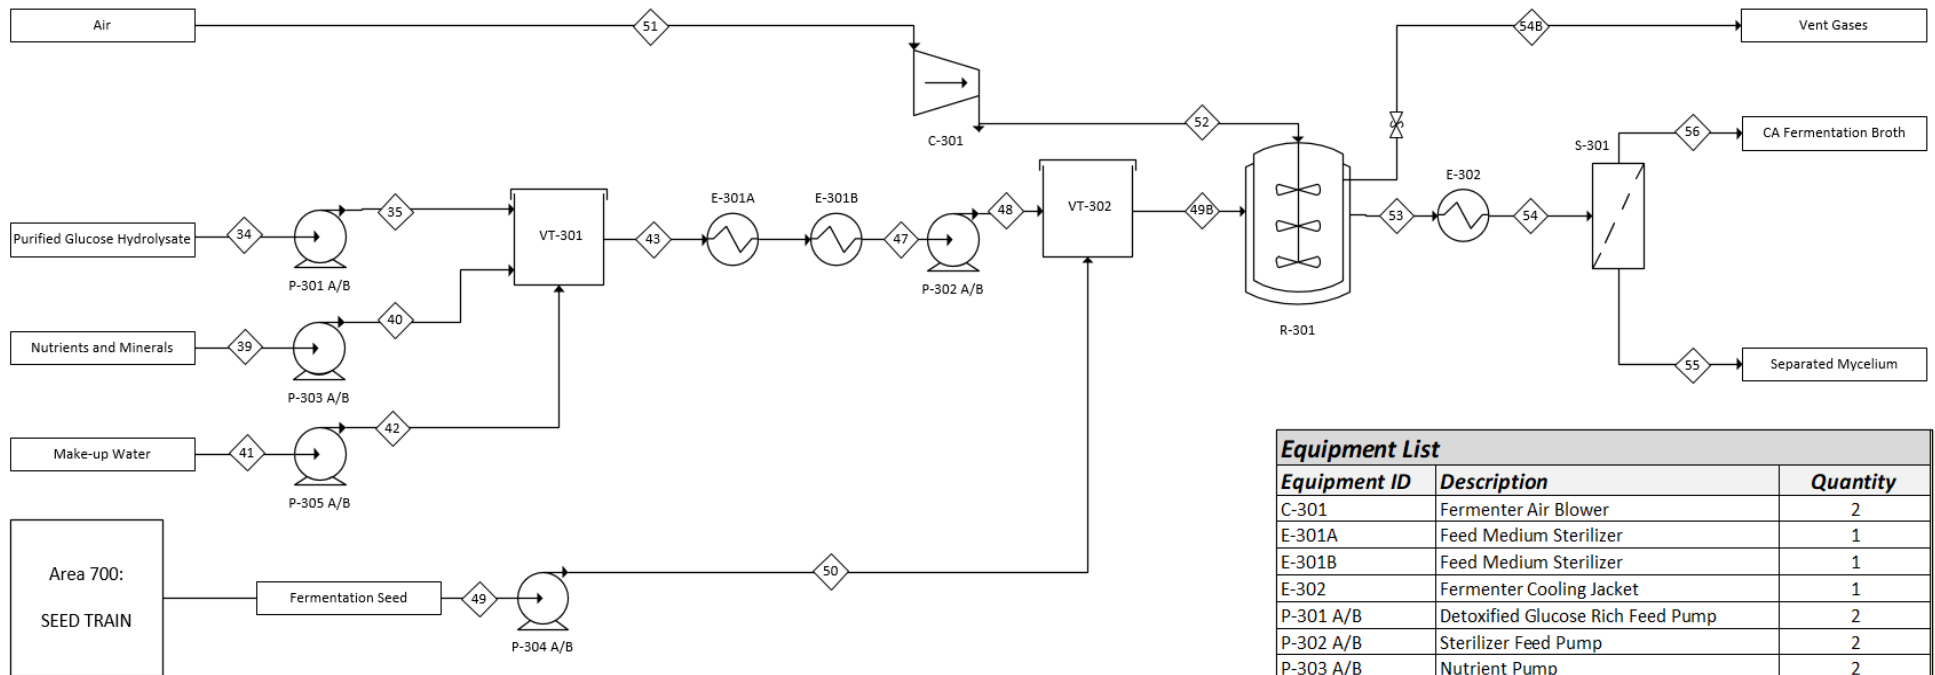 Air
51
54B
Vent Gases
C-301
52
S-301
56
CA Fermentation Broth
E-301A
E-301B
E-302
Purified Glucose Hydrolysate
34
35
P-301 A/B
VT-301
43
47
48
P-302 A/B
VT-302
49B
R-301
53
54
Nutrients and Minerals
39
40
P-303 A/B
55
Separated Mycelium
Make-up Water
41
42
P-305 A/B
Area 700:
SEED TRAIN
Fermentation Seed
49
50
P-304 A/B
Equipment List
Equipment ID Description Quantity
C-301 Fermenter Air Blower 2
E-301A Feed Medium Sterilizer 1
E-301B Feed Medium Sterilizer 1
E-302 Fermenter Cooling Jacket 1
P-301 A/B Detoxified Glucose Rich Feed Pump 2
P-302 A/B Sterilizer Feed Pump 2
P-303 A/B Nutrient Pump 2